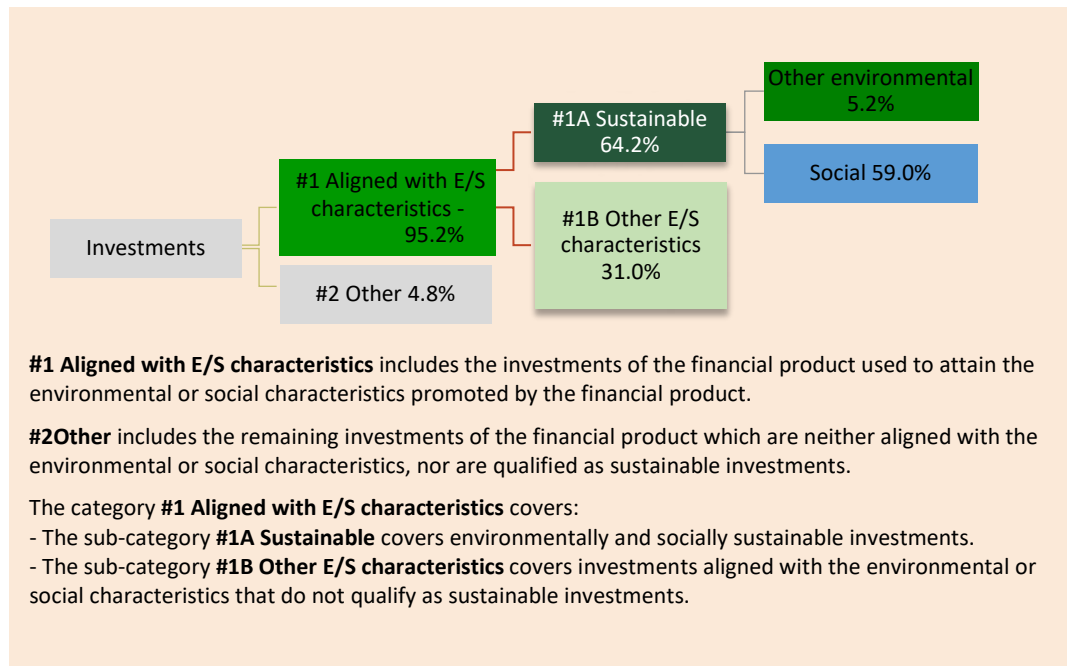 Other environmental
5.2%
#1A Sustainable
64.2%
Social 59.0%
#1 Aligned with E/S
characteristics -
95.2%
#1B Other E/S
characteristics
31.0%
Investments
#2 Other 4.8%
#1 Aligned with E/S characteristics includes the investments of the financial product used to attain the
environmental or social characteristics promoted by the financial product.
#2Other includes the remaining investments of the financial product which are neither aligned with the
environmental or social characteristics, nor are qualified as sustainable investments.
The category #1 Aligned with E/S characteristics covers:
- The sub-category #1A Sustainable covers environmentally and socially sustainable investments.
- The sub-category #1B Other E/S characteristics covers investments aligned with the environmental or
social characteristics that do not qualify as sustainable investments.